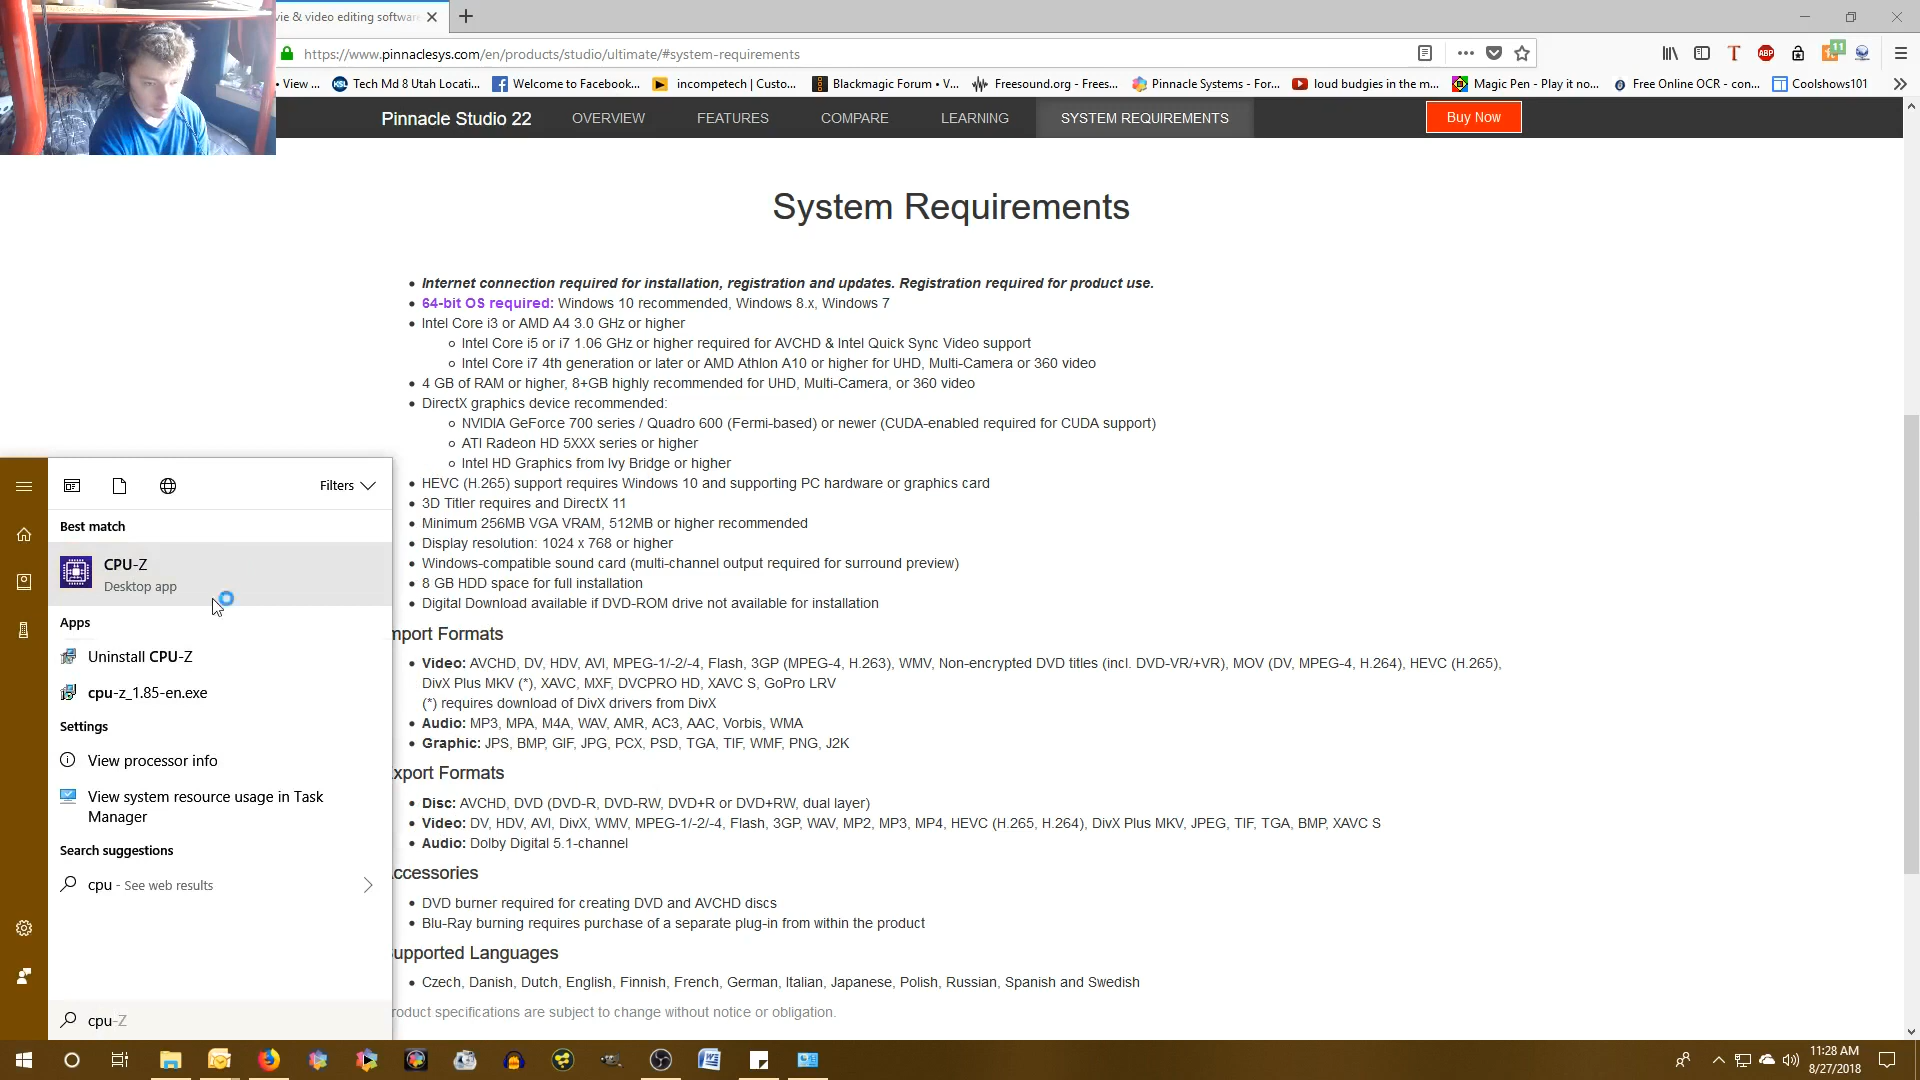 vie & video editing software
https://www.pinnaclesys.com/en/products/studio/ultimate/#system-requirements
11
View ...
KSL Tech Md 8 Utah Locati...
Welcome to Facebook...
incompetech | Custo...
Blackmagic Forum • V...
Freesound.org - Frees...
Pinnacle Systems - For...
loud budgies in the m...
Magic Pen - Play it no...
Free Online OCR - con...
Coolshows101
Pinnacle Studio 22
OVERVIEW
FEATURES
COMPARE
LEARNING
SYSTEM REQUIREMENTS
Buy Now
System Requirements
Internet connection required for installation, registration and updates. Registration required for product use.
64-bit OS required: Windows 10 recommended, Windows 8.x, Windows 7
Intel Core i3 or AMD A4 3.0 GHz or higher
Intel Core i5 or i7 1.06 GHz or higher required for AVCHD & Intel Quick Sync Video support
Intel Core i7 4th generation or later or AMD Athlon A10 or higher for UHD, Multi-Camera or 360 video
4 GB of RAM or higher, 8+GB highly recommended for UHD, Multi-Camera, or 360 video
DirectX graphics device recommended:
NVIDIA GeForce 700 series / Quadro 600 (Fermi-based) or newer (CUDA-enabled required for CUDA support)
ATI Radeon HD 5XXX series or higher
Intel HD Graphics from Ivy Bridge or higher
HEVC (H.265) support requires Windows 10 and supporting PC hardware or graphics card
3D Titler requires and DirectX 11
Minimum 256MB VGA VRAM, 512MB or higher recommended
Display resolution: 1024 x 768 or higher
Windows-compatible sound card (multi-channel output required for surround preview)
8 GB HDD space for full installation
Digital Download available if DVD-ROM drive not available for installation
mport Formats
Video: AVCHD, DV, HDV, AVI, MPEG-1/-2/-4, Flash, 3GP (MPEG-4, H.263), WMV, Non-encrypted DVD titles (incl. DVD-VR/+VR), MOV (DV, MPEG-4, H.264), HEVC (H.265),
DivX Plus MKV (*), XAVC, MXF, DVCPRO HD, XAVC S, GoPro LRV
(*) requires download of DivX drivers from DivX
Audio: MP3, MPA, M4A, WAV, AMR, AC3, AAC, Vorbis, WMA
Graphic: JPS, BMP, GIF, JPG, PCX, PSD, TGA, TIF, WMF, PNG, J2K
xport Formats
Disc: AVCHD, DVD (DVD-R, DVD-RW, DVD+R or DVD+RW, dual layer)
Video: DV, HDV, AVI, DivX, WMV, MPEG-1/-2/-4, Flash, 3GP, WAV, MP2, MP3, MP4, HEVC (H.265, H.264), DivX Plus MKV, JPEG, TIF, TGA, BMP, XAVC S
Audio: Dolby Digital 5.1-channel
ccessories
DVD burner required for creating DVD and AVCHD discs
Blu-Ray burning requires purchase of a separate plug-in from within the product
upported Languages
Czech, Danish, Dutch, English, Finnish, French, German, Italian, Japanese, Polish, Russian, Spanish and Swedish
roduct specifications are subject to change without notice or obligation.
Filters
Best match
CPU-Z
Desktop app
Apps
Uninstall CPU-Z
cpu-z_1.85-en.exe
Settings
View processor info
View system resource usage in Task
Manager
Search suggestions
cpu - See web results
cpu-Z
11:28 AM
8/27/2018